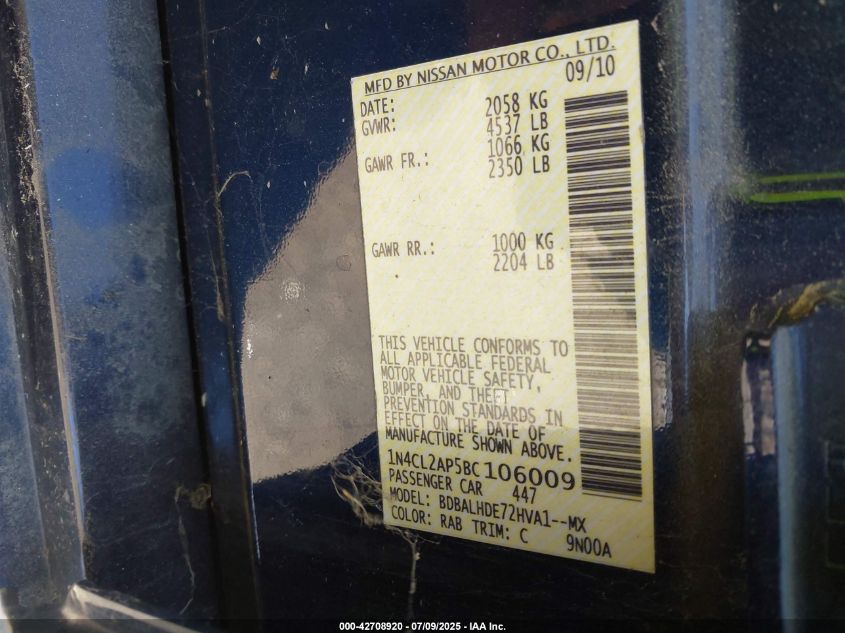 MFD BY NISSAN MOTOR CO., LTD.
DATE: 09/10
GVWR: 2058 KG
4537 LB
GAWR FR.: 1066 KG
2350 LB
GAWR RR.: 1000 KG
2204 LB
THIS VEHICLE CONFORMS TO
ALL APPLICABLE FEDERAL
MOTOR VEHICLE SAFETY,
BUMPER, AND THEFT
PREVENTION STANDARDS IN
EFFECT ON THE DATE OF
MANUFACTURE SHOWN ABOVE.
1N4CL2AP5BC106009
PASSENGER CAR 447
MODEL: BDBALHDE72HVA1--MX
COLOR: RAB TRIM: C 9N00A
000-42708920 - 07/09/2025 - IAA Inc.